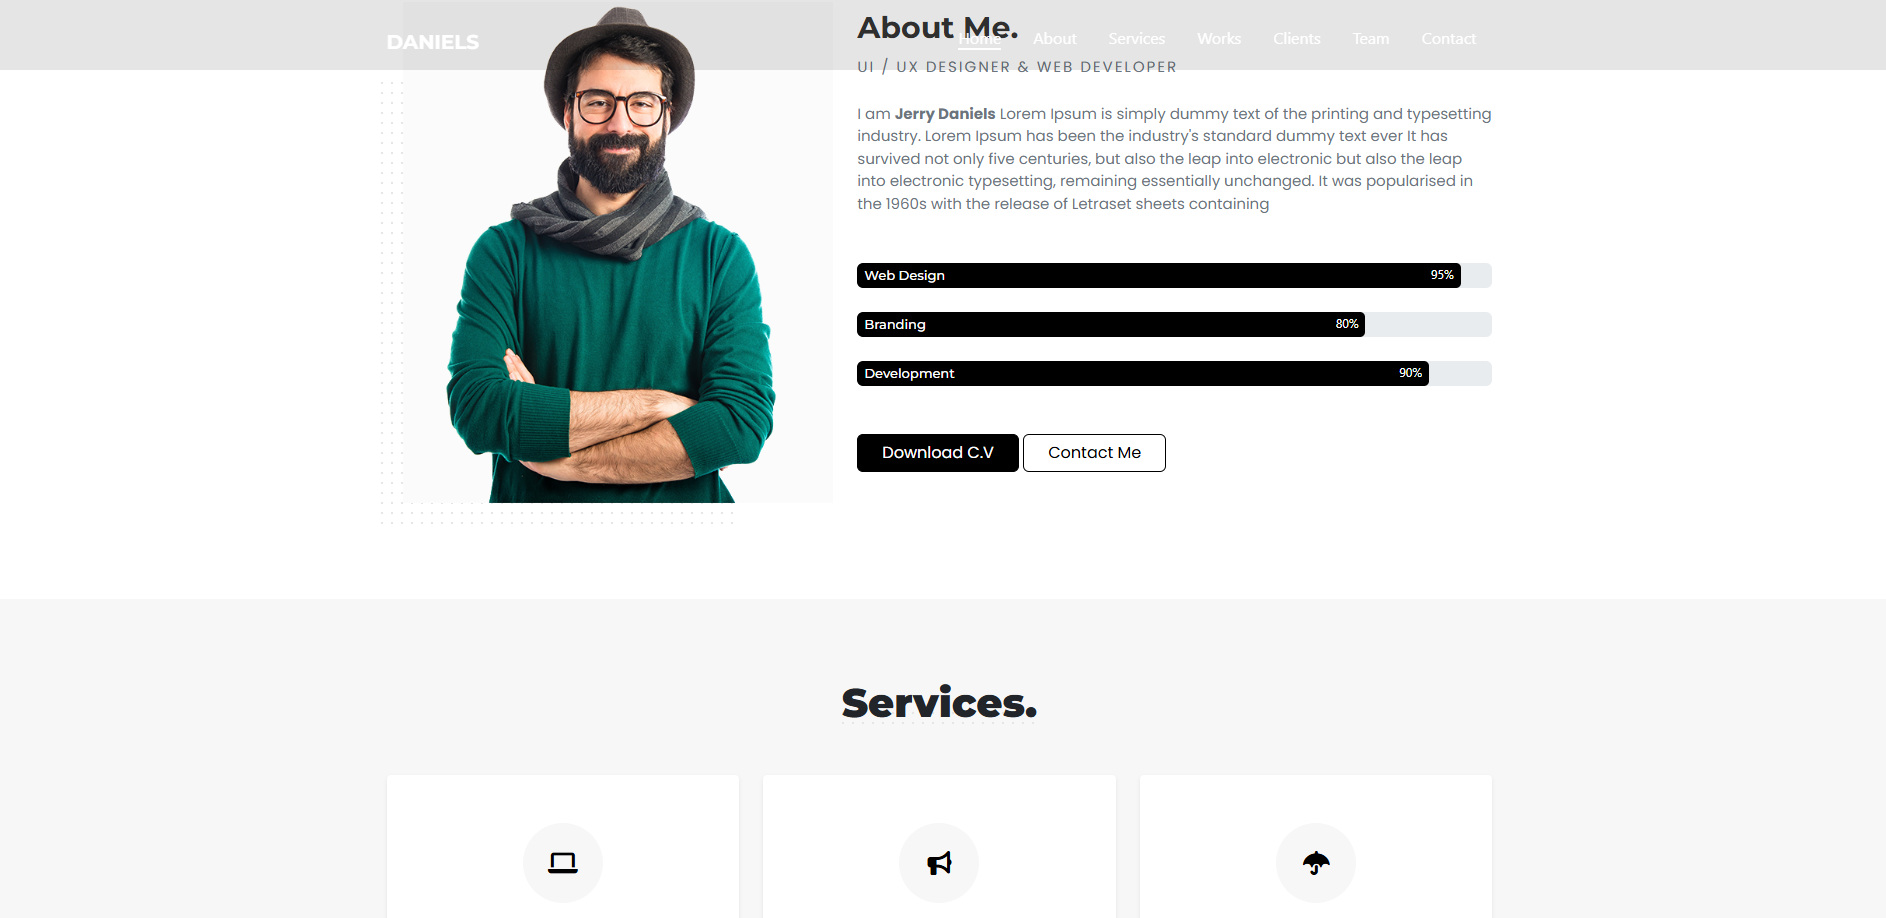 DANIELS
Home About Services Works Clients Team Contact
About Me.
UI / UX DESIGNER & WEB DEVELOPER
I am Jerry Daniels Lorem Ipsum is simply dummy text of the printing and typesetting
industry. Lorem Ipsum has been the industry's standard dummy text ever It has
survived not only five centuries, but also the leap into electronic but also the leap
into electronic typesetting, remaining essentially unchanged. It was popularised in
the 1960s with the release of Letraset sheets containing
Web Design 95%
Branding 80%
Development 90%
Download C.V Contact Me
Services.